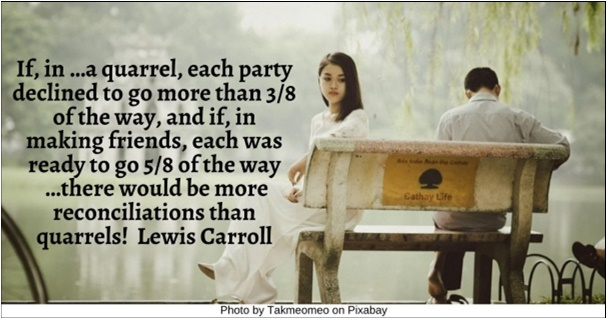 If, in ...a quarrel, each party
declined to go more than 3/8
of the way, and if, in
making friends, each was
ready to go 5/8 of the way
...there would be more
reconciliations than
quarrels!  Lewis Carroll
Cathay Life
Photo by Takmeomeo on Pixabay